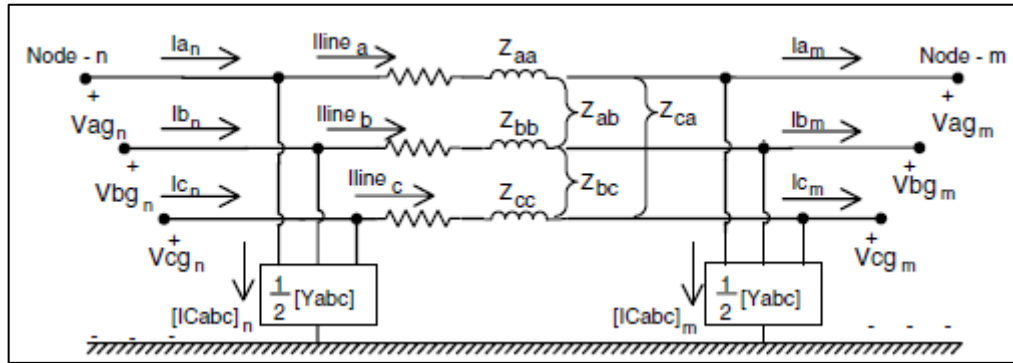 Node - n Ia_n Iline_a Z_aa Ia_m Node - m
+ +
Vag_n Ib_n Iline_b Z_bb Z_ab Z_ca Ib_m Vag_m
+ +
Vbg_n Ic_n Iline_c Z_cc Z_bc Ic_m Vbg_m
+ +
Vcg_n Vcg_m
[ICabc]_n 1/2 [Yabc] [ICabc]_m 1/2 [Yabc]